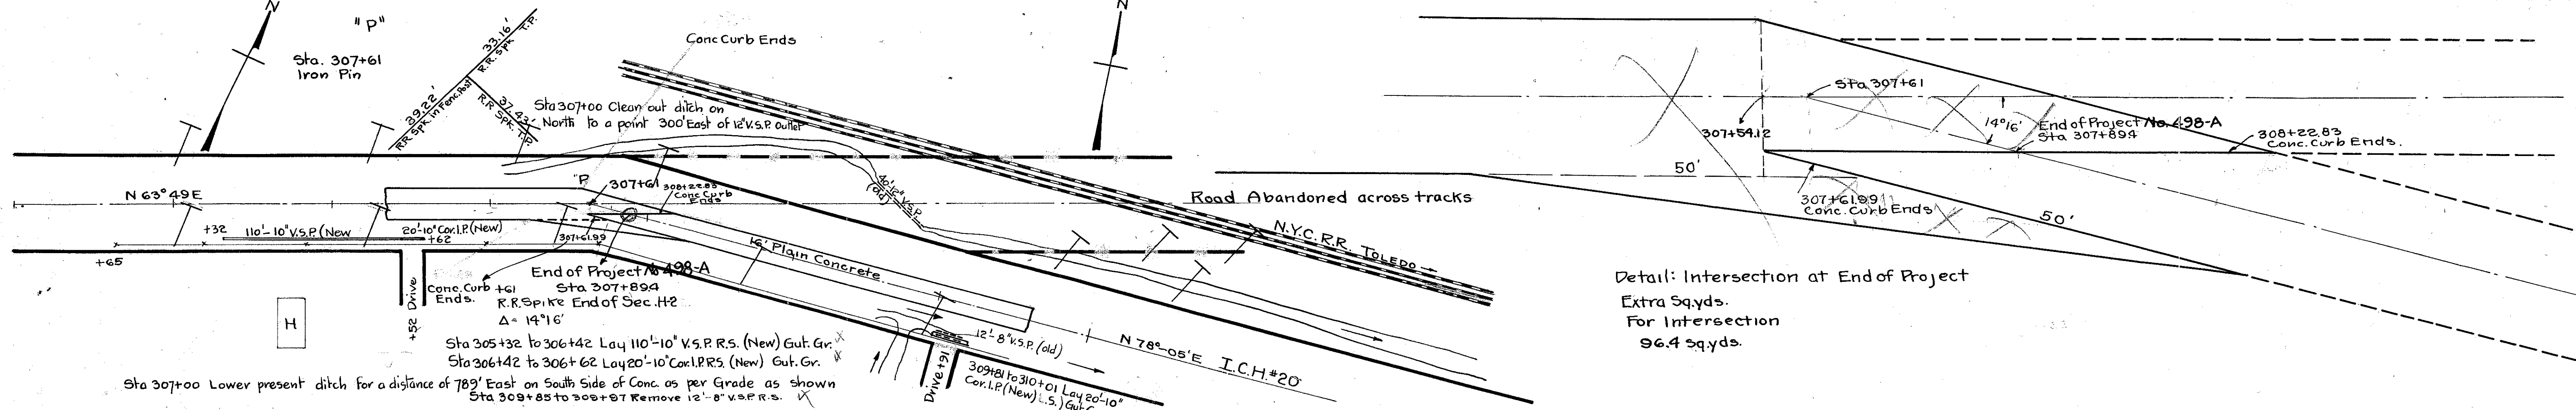 N
"P"
Sta. 307+61
Iron Pin
33.16'
R.R. Spk. T.P.
29.22'
R.R. Spk. in Fenc. Post
37.43'
R.R. Spk. T.P.
Conc Curb Ends
Sta 307+00 Clean out ditch on
North to a point 300' East of 12" V.S.P. Outlet
N
N 63°49E
"P"
307+61
308+22.83
Conc Curb
Ends
40'-12" V.S.P.
(old)
Road Abandoned across tracks
N.Y.C. R.R. TOLEDO
+32
110'-10" V.S.P. (New
20'-10" Cor.I.P.(New)
+62
307+61.99
+65
16' Plain Concrete
+52 Drive
Conc. Curb
Ends.
+61
End of Project No 498-A
Sta 307+894
R.R.Spike End of Sec. H-2
Δ = 14°16'
H
Sta 305+32 to 306+42 Lay 110'-10" V.S.P. R.S. (New) Gut. Gr.
Sta 306+42 to 306+62 Lay 20'-10" Cor.I.P. R.S. (New) Gut. Gr.
Sta 307+00 Lower present ditch for a distance of 789' East on South Side of Conc. as per Grade as shown
Sta 309+85 to 309+97 Remove 12'-8" V.S.P. R.S.
12'-8" V.S.P. (old)
Drive +91
N 78°-05'E
I.C.H. #20
309+81 to 310+01 Lay 20'-10"
Cor.I.P. (New) L.S.) Gut.G
Sta 307+61
307+54.12
14°16'
End of Project No. 498-A
Sta 307+894
308+22.83
Conc. Curb Ends.
50'
307+61.99
Conc. Curb Ends
50'
Detail: Intersection at End of Project
Extra Sq.yds.
For Intersection
96.4 sq.yds.